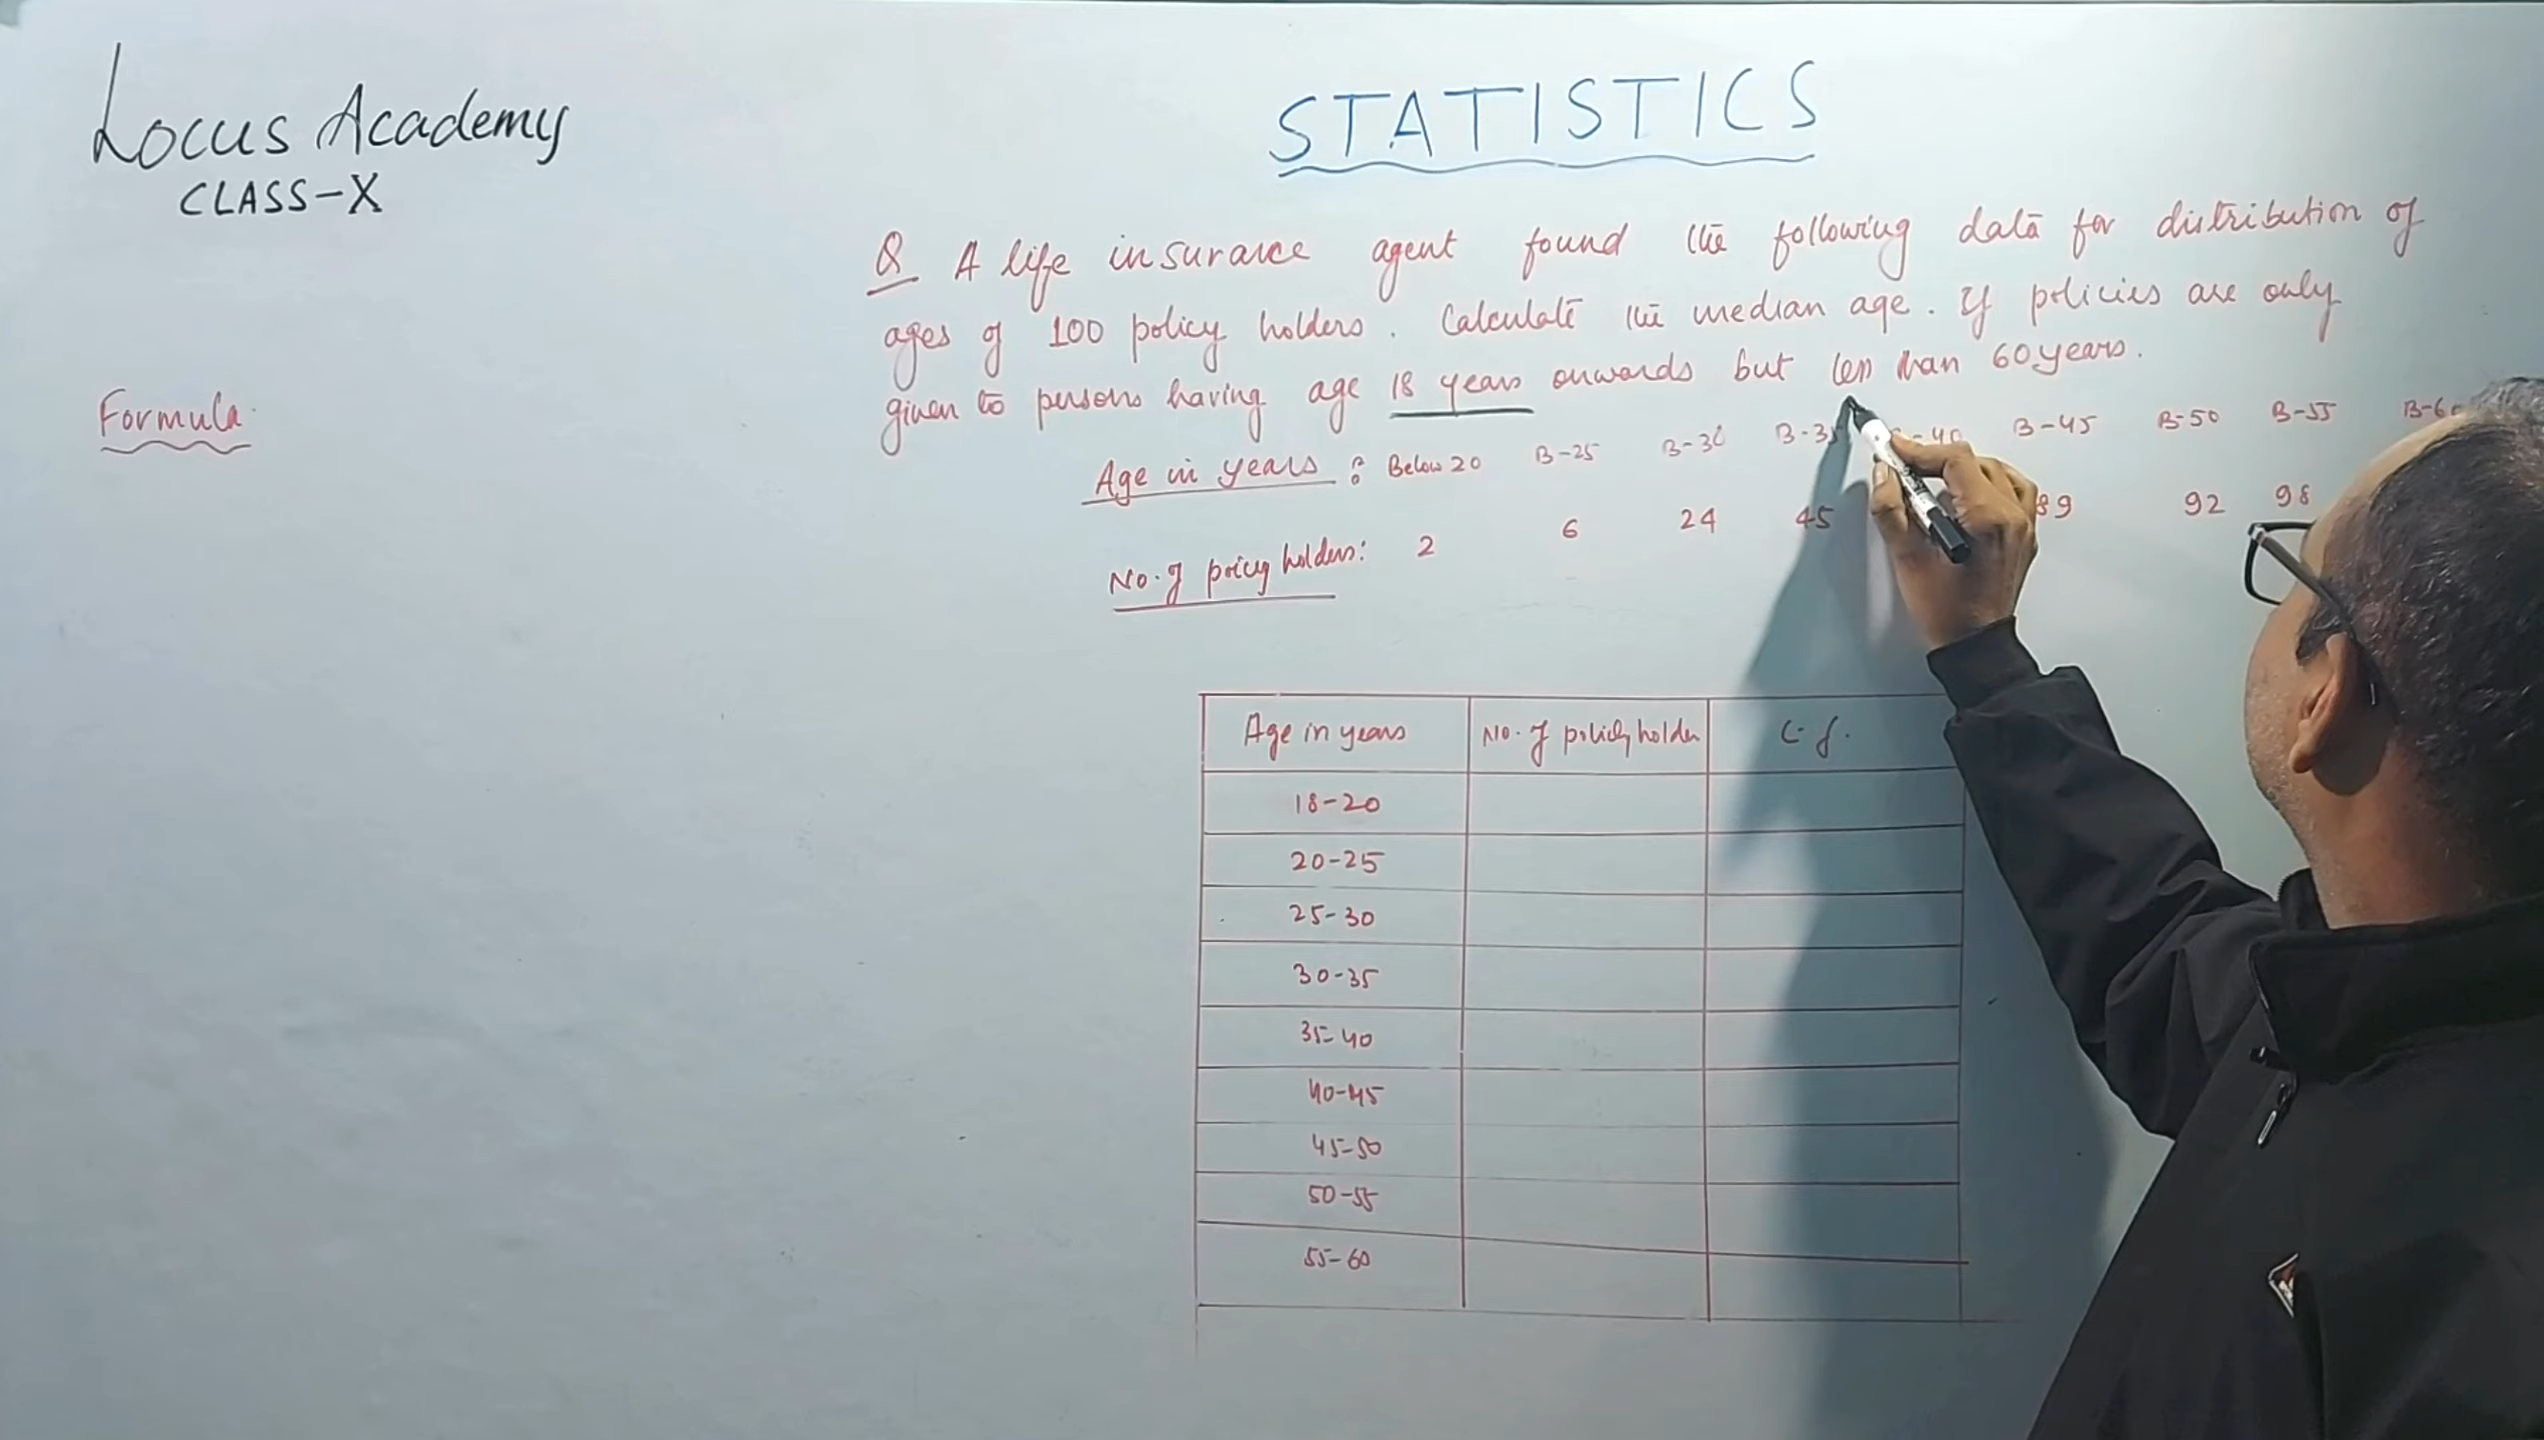 Locus Academy
CLASS-X
STATISTICS
Q A life insurance agent found the following data for distribution of
ages of 100 policy holders. Calculate the median age. If policies are only
given to persons having age 18 years onwards but less than 60 years.
Formula
Age in years : Below 20 B-25 B-30 B-35 -40 B-45 B-50 B-55 B-60
No. of policy holders: 2 6 24 45 89 92 98
Age in years No. of policy holder C.f.
18-20
20-25
25-30
30-35
35-40
40-45
45-50
50-55
55-60